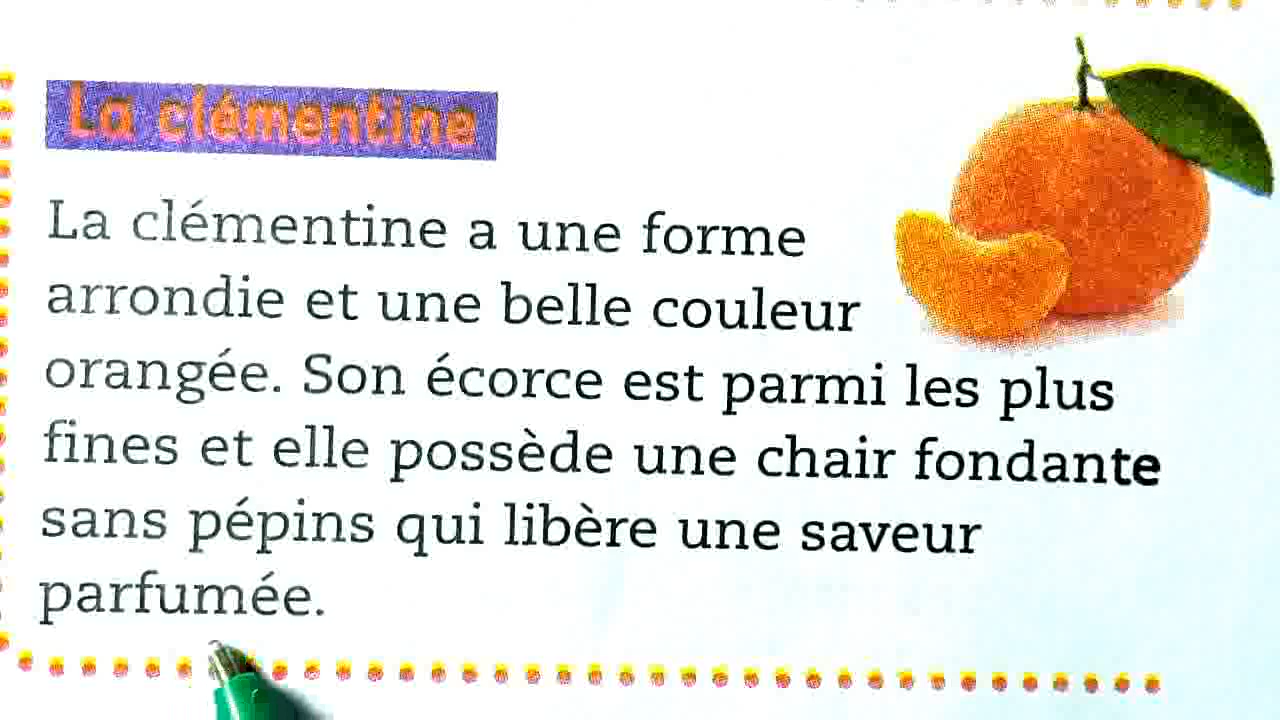 La clémentine
La clémentine a une forme
arrondie et une belle couleur
orangée. Son écorce est parmi les plus
fines et elle possède une chair fondante
sans pépins qui libère une saveur
parfumée.